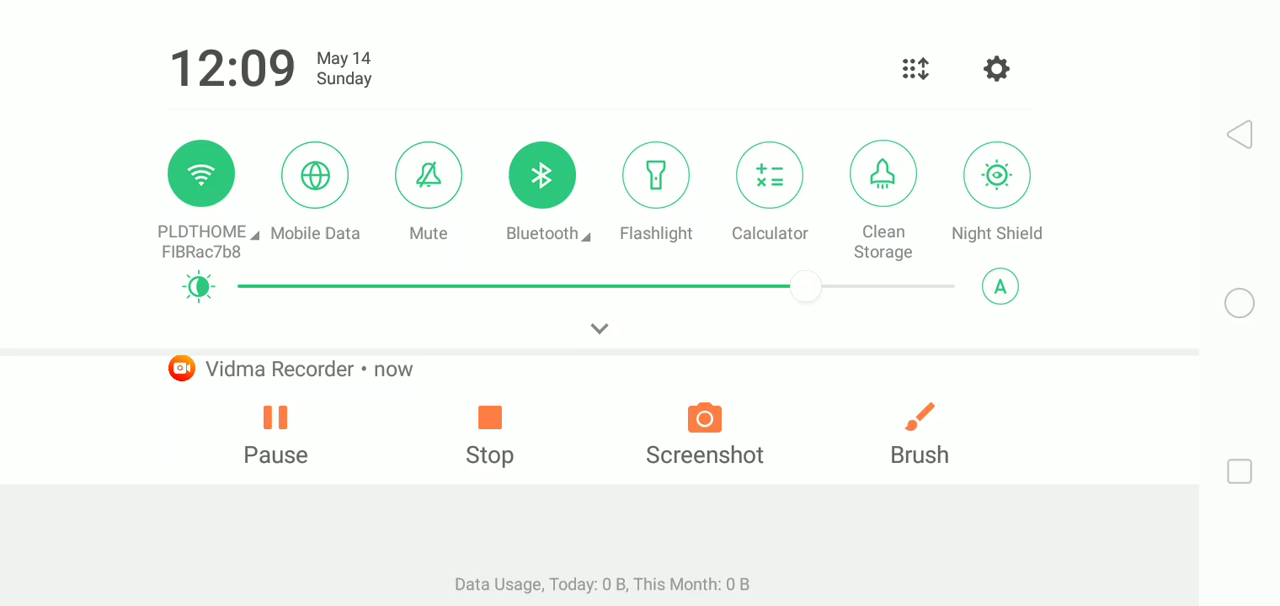 12:09
May 14
Sunday
PLDTHOME
FIBRac7b8
Mobile Data
Mute
Bluetooth
Flashlight
Calculator
Clean
Storage
Night Shield
A
Vidma Recorder • now
Pause
Stop
Screenshot
Brush
Data Usage, Today: 0 B, This Month: 0 B